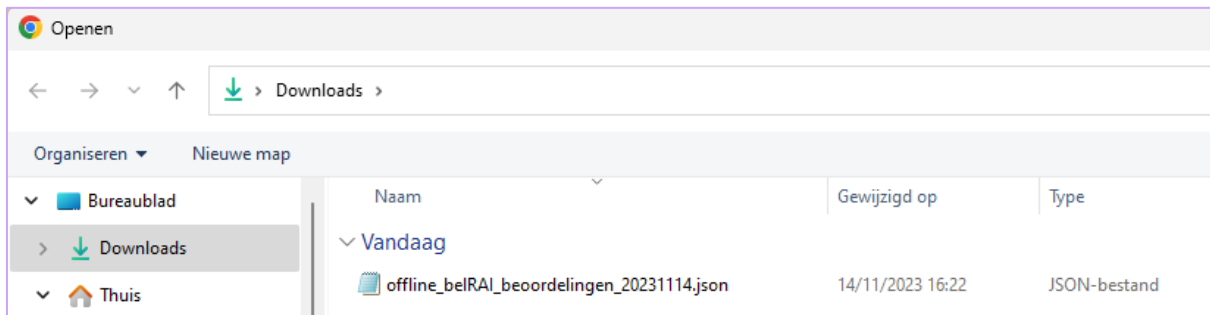 Openen
Downloads
Organiseren Nieuwe map
Bureaublad
Downloads
Thuis
Naam Gewijzigd op Type
Vandaag
offline_belRAI_beoordelingen_20231114.json 14/11/2023 16:22 JSON-bestand